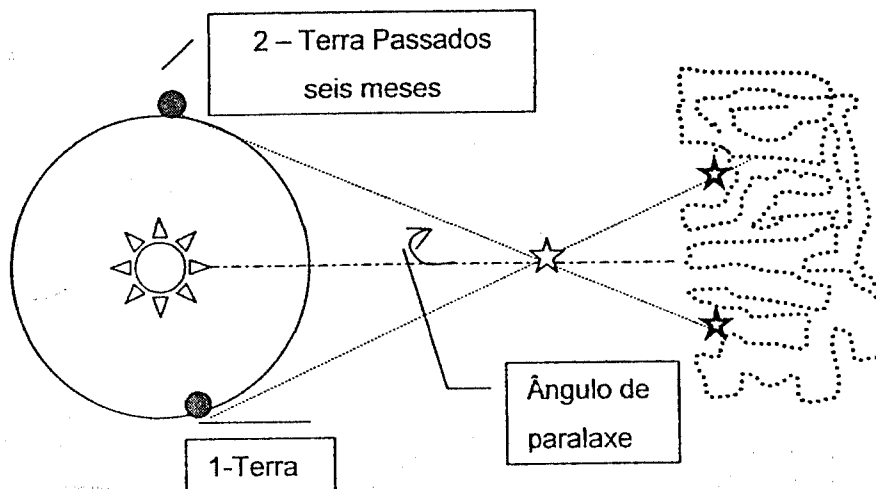 2 – Terra Passados
seis meses
Ângulo de
paralaxe
1-Terra